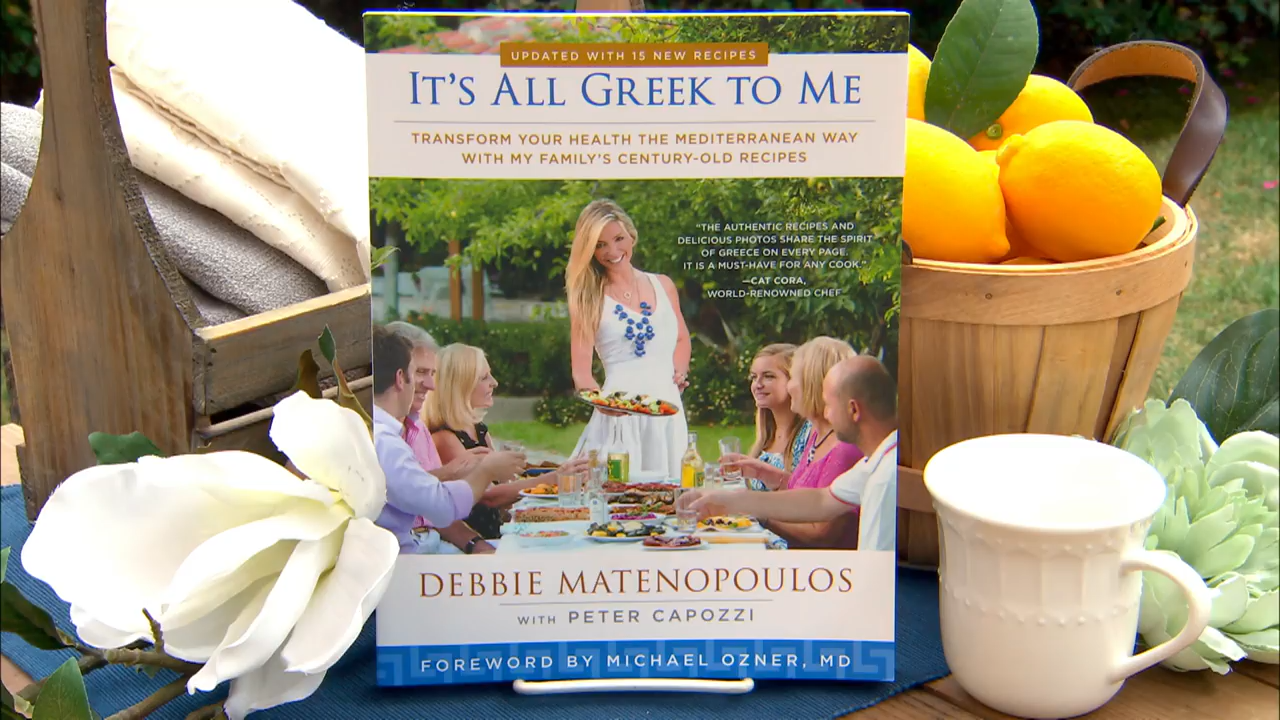 UPDATED WITH 15 NEW RECIPES
IT'S ALL GREEK TO ME
TRANSFORM YOUR HEALTH THE MEDITERRANEAN WAY
WITH MY FAMILY'S CENTURY-OLD RECIPES
"THE AUTHENTIC RECIPES AND
DELICIOUS PHOTOS SHARE THE SPIRIT
OF GREECE ON EVERY PAGE.
IT IS A MUST-HAVE FOR ANY COOK."
—CAT CORA,
WORLD-RENOWNED CHEF
DEBBIE MATENOPOULOS
WITH PETER CAPOZZI
FOREWORD BY MICHAEL OZNER, MD